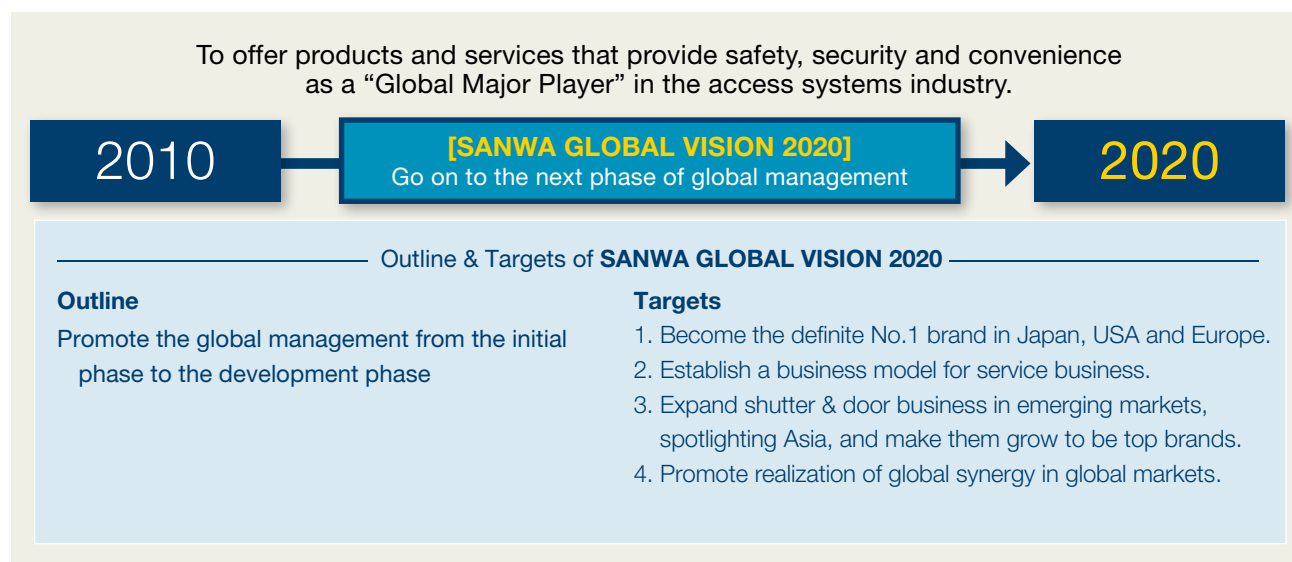 To offer products and services that provide safety, security and convenience
as a “Global Major Player” in the access systems industry.
2010
[SANWA GLOBAL VISION 2020]
Go on to the next phase of global management
2020
Outline & Targets of SANWA GLOBAL VISION 2020
Outline
Promote the global management from the initial
phase to the development phase
Targets
1. Become the definite No.1 brand in Japan, USA and Europe.
2. Establish a business model for service business.
3. Expand shutter & door business in emerging markets,
spotlighting Asia, and make them grow to be top brands.
4. Promote realization of global synergy in global markets.